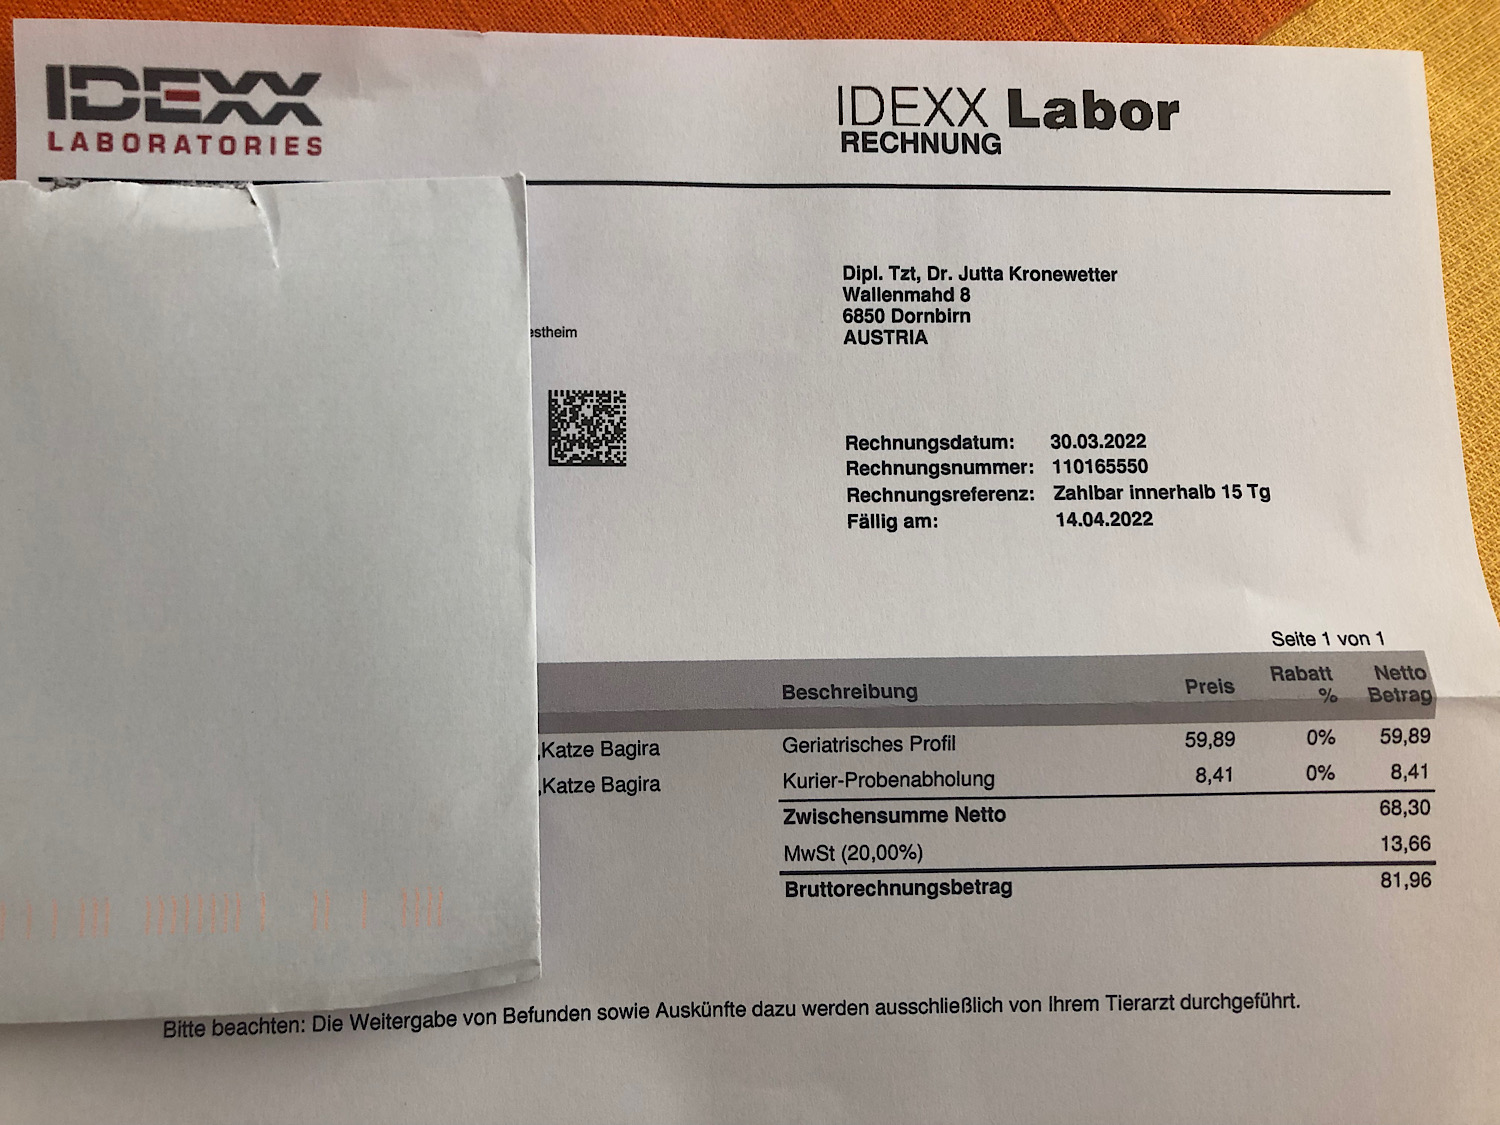 IDEXX
LABORATORIES
IDEXX Labor
RECHNUNG
Dipl. Tzt, Dr. Jutta Kronewetter
Wallenmahd 8
6850 Dornbirn
AUSTRIA
estheim
Rechnungsdatum: 30.03.2022
Rechnungsnummer: 110165550
Rechnungsreferenz: Zahlbar innerhalb 15 Tg
Fällig am: 14.04.2022
Seite 1 von 1
Beschreibung Preis Rabatt % Netto Betrag
,Katze Bagira Geriatrisches Profil 59,89 0% 59,89
,Katze Bagira Kurier-Probenabholung 8,41 0% 8,41
Zwischensumme Netto 68,30
MwSt (20,00%) 13,66
Bruttorechnungsbetrag 81,96
Bitte beachten: Die Weitergabe von Befunden sowie Auskünfte dazu werden ausschließlich von Ihrem Tierarzt durchgeführt.